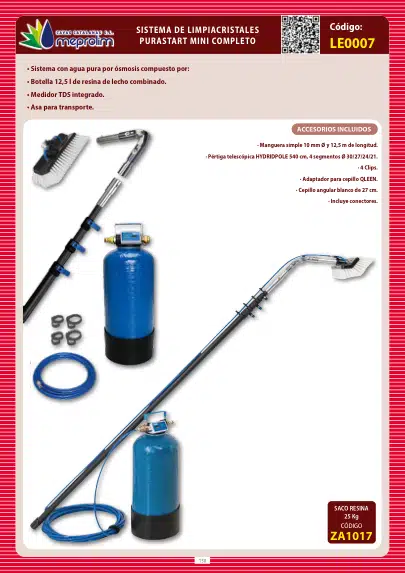 RAYAS CATALANAS S.L.
meprolim
SISTEMA DE LIMPIACRISTALES
PURASTART MINI COMPLETO
Código:
LE0007
• Sistema con agua pura por ósmosis compuesto por:
• Botella 12,5 l de resina de lecho combinado.
• Medidor TDS integrado.
• Asa para transporte.
ACCESORIOS INCLUIDOS
· Manguera simple 10 mm Ø y 12,5 m de longitud.
· Pértiga telescópica HYDRIDPOLE 540 cm, 4 segmentos Ø 30/27/24/21.
· 4 Clips.
· Adaptador para cepillo QLEEN.
· Cepillo angular blanco de 27 cm.
· Incluye conectores.
SACO RESINA
25 Kg
CÓDIGO
ZA1017